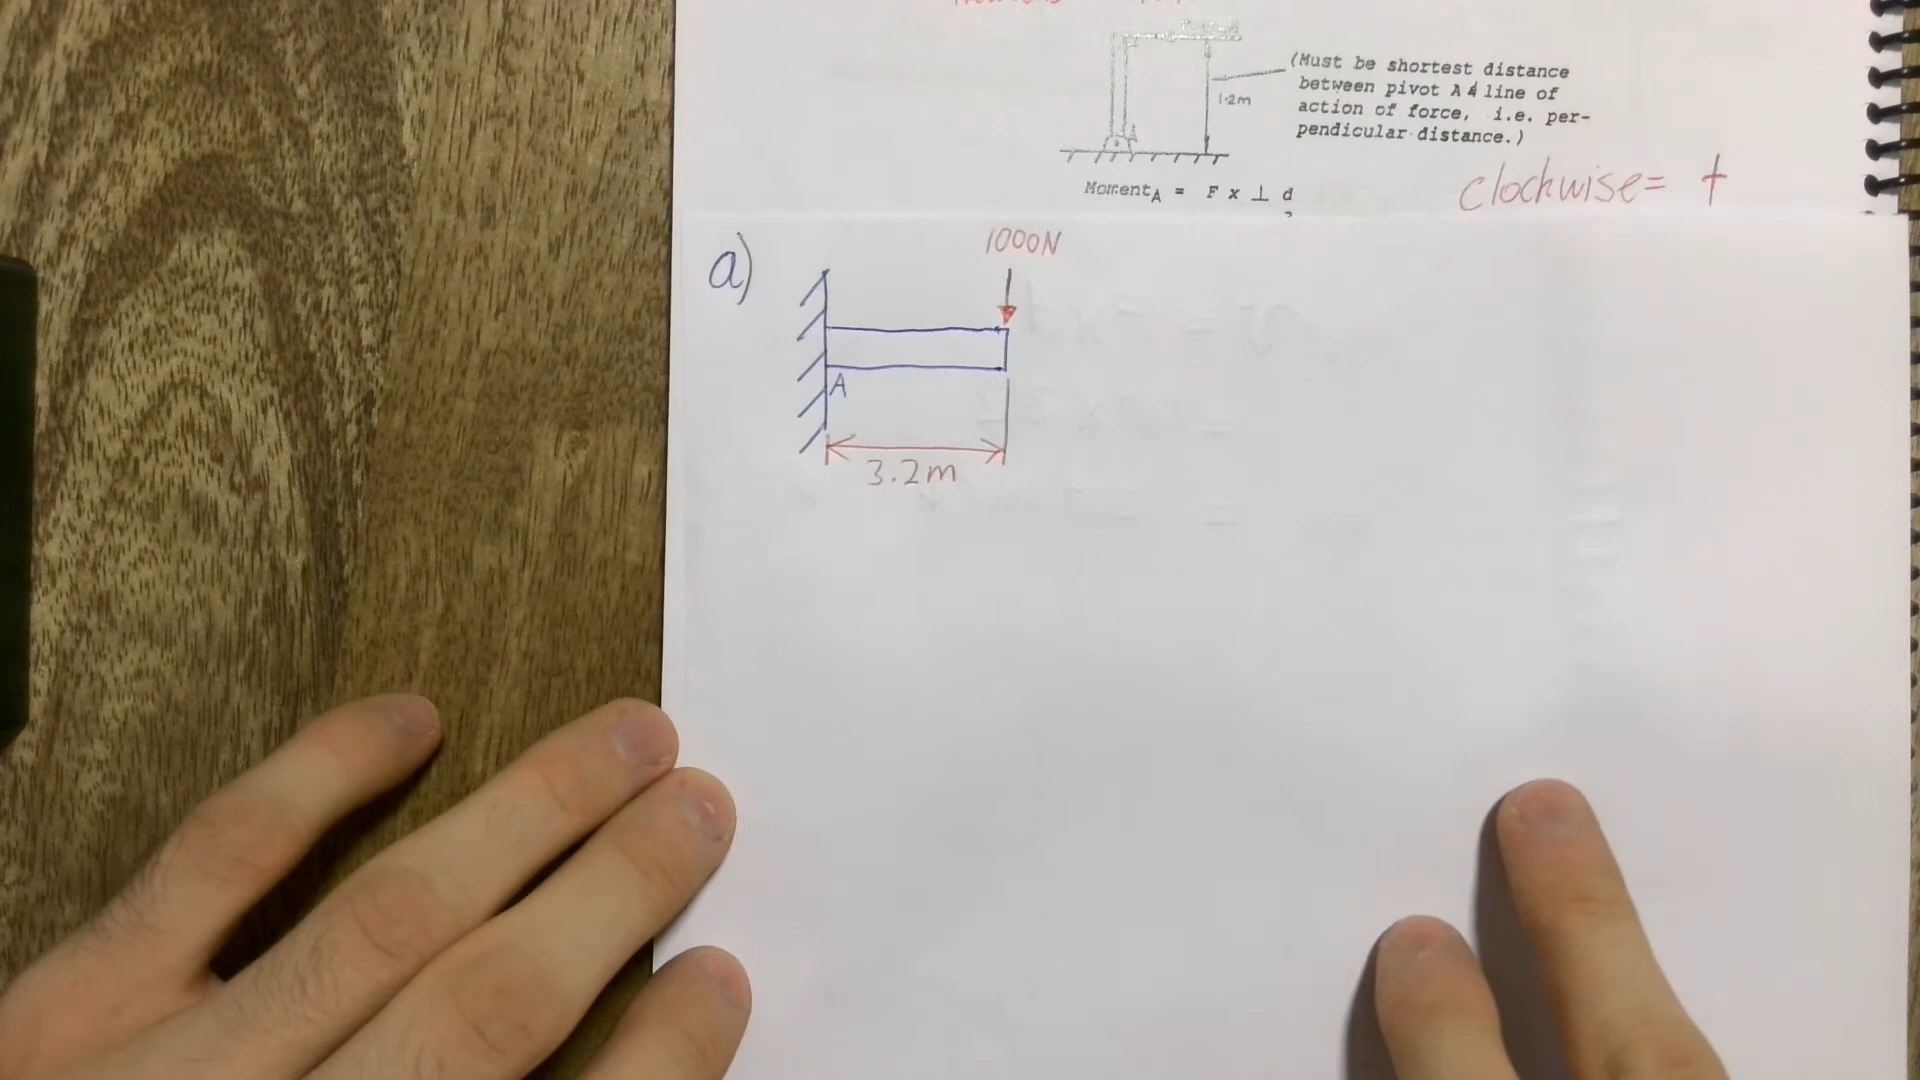 (Must be shortest distance
between pivot A & line of
action of force, i.e. per-
pendicular distance.)
1.2m
A
Moment_A = F x ⊥ d
clockwise= +
a)
1000N
A
3.2m